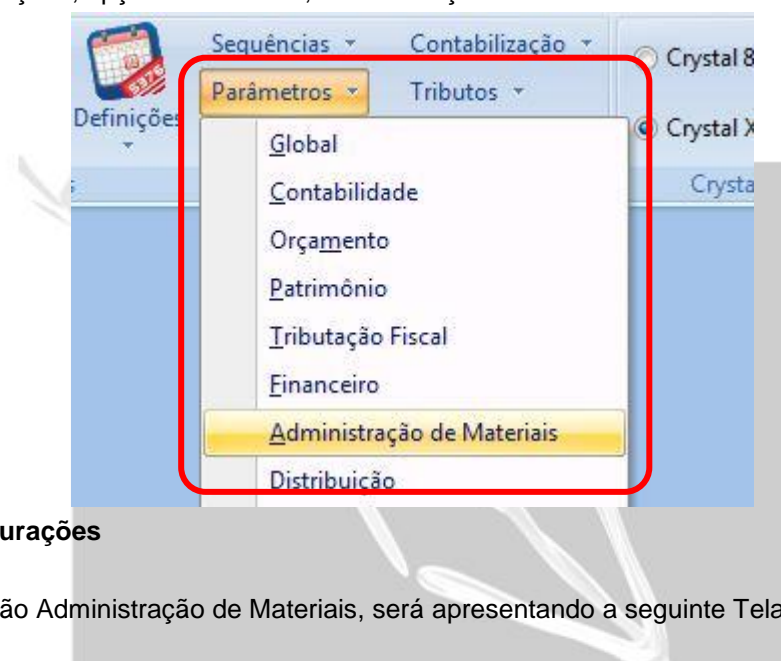 Sequências Contabilização
Crystal 8
Parâmetros Tributos
Definições
Crystal X
Global
Crysta
Contabilidade
Orçamento
Patrimônio
Tributação Fiscal
Financeiro
Administração de Materiais
Distribuição
5376
urações
ão Administração de Materiais, será apresentando a seguinte Tela